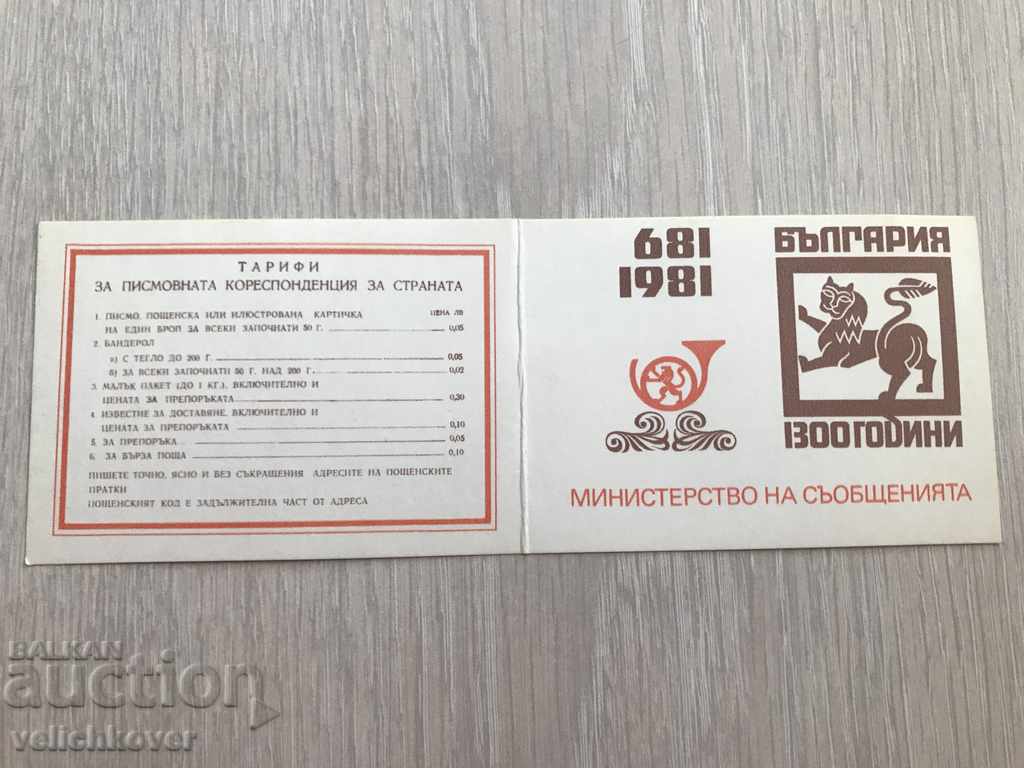 ТАРИФИ
ЗА ПИСМОВНАТА КОРЕСПОНДЕНЦИЯ ЗА СТРАНАТА
ЦЕНА ЛВ
1. ПИСМО, ПОЩЕНСКА ИЛИ ИЛЮСТРОВАНА КАРТИЧКА
НА ЕДИН БРОЙ ЗА ВСЕКИ ЗАПОЧНАТИ 50 Г. 0,05
2. БАНДЕРОЛ
а) С ТЕГЛО ДО 200 Г. 0,05
б) ЗА ВСЕКИ ЗАПОЧНАТИ 50 Г. НАД 200 Г. 0,02
3. МАЛЪК ПАКЕТ (ДО 1 КГ.), ВКЛЮЧИТЕЛНО И
ЦЕНАТА ЗА ПРЕПОРЪКАТА 0,30
4. ИЗВЕСТИЕ ЗА ДОСТАВЯНЕ, ВКЛЮЧИТЕЛНО И
ЦЕНАТА ЗА ПРЕПОРЪКАТА 0,10
5. ЗА ПРЕПОРЪКА 0,05
6. ЗА БЪРЗА ПОЩА 0,10
ПИШЕТЕ ТОЧНО, ЯСНО И БЕЗ СЪКРАЩЕНИЯ АДРЕСИТЕ НА ПОЩЕНСКИТЕ
ПРАТКИ
ПОЩЕНСКИЯТ КОД Е ЗАДЪЛЖИТЕЛНА ЧАСТ ОТ АДРЕСА
681
1981
БЪЛГАРИЯ
1300 ГОДИНИ
МИНИСТЕРСТВО НА СЪОБЩЕНИЯТА
BALKAN
auction
velichkover